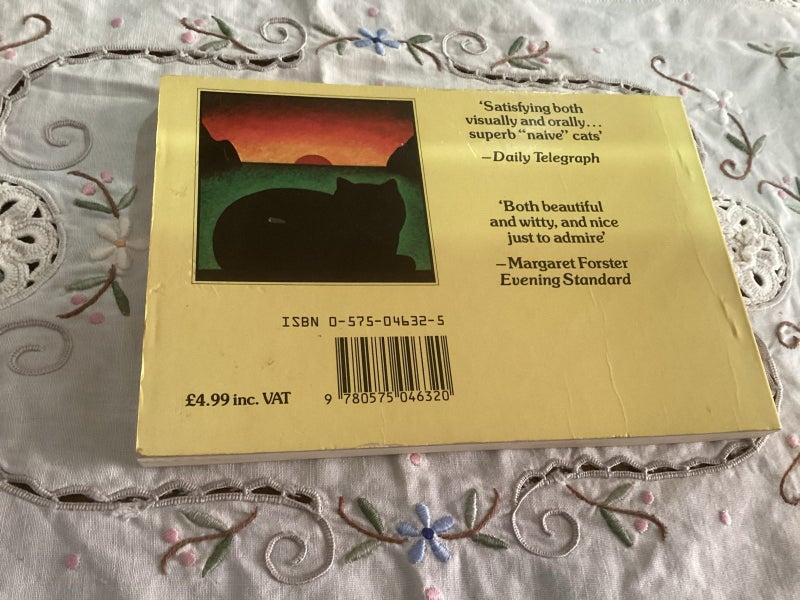 ‘Satisfying both
visually and orally...
superb “naive” cats’
—Daily Telegraph
‘Both beautiful
and witty, and nice
just to admire’
—Margaret Forster
Evening Standard
ISBN 0-575-04632-5
£4.99 inc. VAT
9 780575 046320